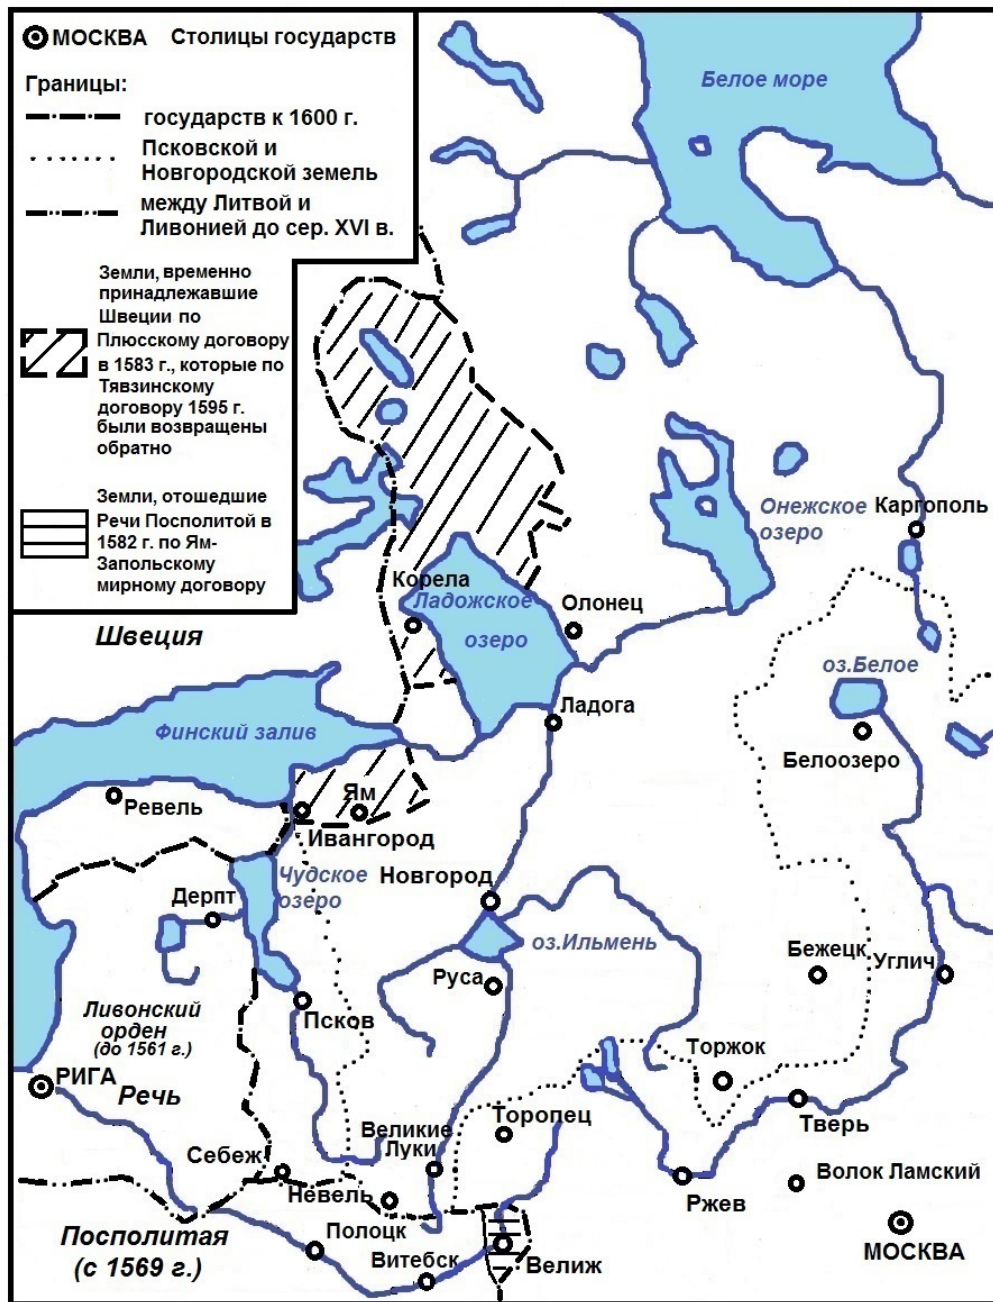 МОСКВА Столицы государств
Границы:
государств к 1600 г.
Псковской и
Новгородской земель
между Литвой и
Ливонией до сер. XVI в.
Земли, временно
принадлежавшие
Швеции по
Плюсскому договору
в 1583 г., которые по
Тявзинскому
договору 1595 г.
были возвращены
обратно
Земли, отошедшие
Речи Посполитой в
1582 г. по Ям-
Запольскому
мирному договору
Белое море
Онежское
озеро
Каргополь
Корела
Ладожское
озеро
Олонец
Швеция
оз.Белое
Ладога
Финский залив
Белоозеро
Ревель
Ям
Ивангород
Чудское
озеро
Новгород
Дерпт
оз.Ильмень
Бежецк
Углич
Руса
Псков
Ливонский
орден
(до 1561 г.)
РИГА
Речь
Торжок
Торопец
Тверь
Великие
Луки
Себеж
Невель
Волок Ламский
Ржев
Посполитая
(с 1569 г.)
Полоцк
Витебск
Велиж
МОСКВА